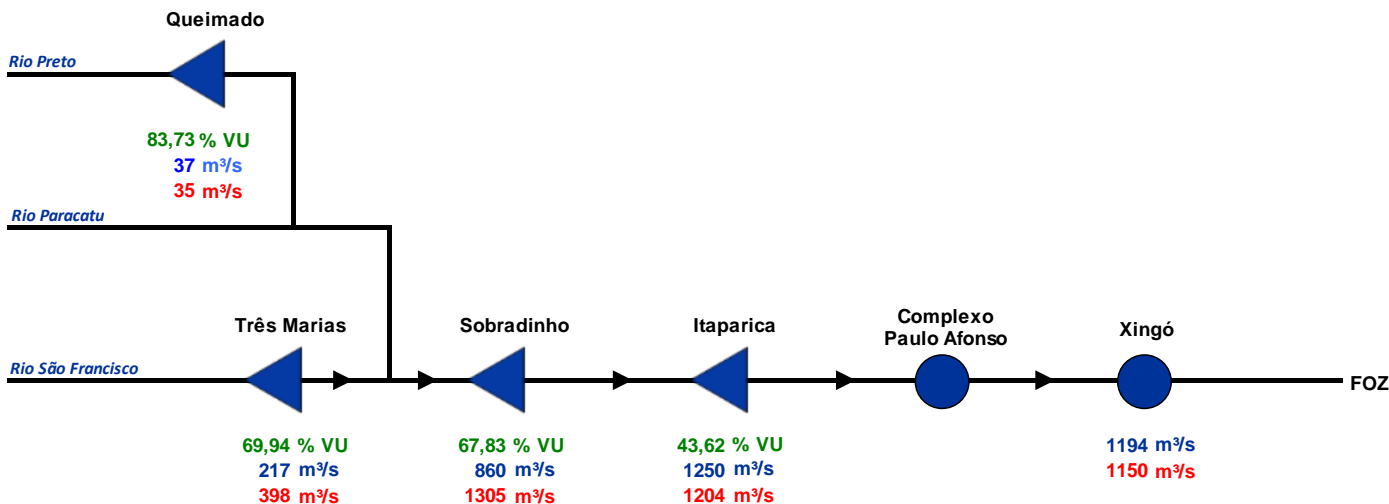 Queimado
Rio Preto
83,73 % VU
37 m³/s
35 m³/s
Rio Paracatu
Três Marias
Sobradinho
Itaparica
Complexo
Paulo Afonso
Xingó
Rio São Francisco
FOZ
69,94 % VU
217 m³/s
398 m³/s
67,83 % VU
860 m³/s
1305 m³/s
43,62 % VU
1250 m³/s
1204 m³/s
1194 m³/s
1150 m³/s